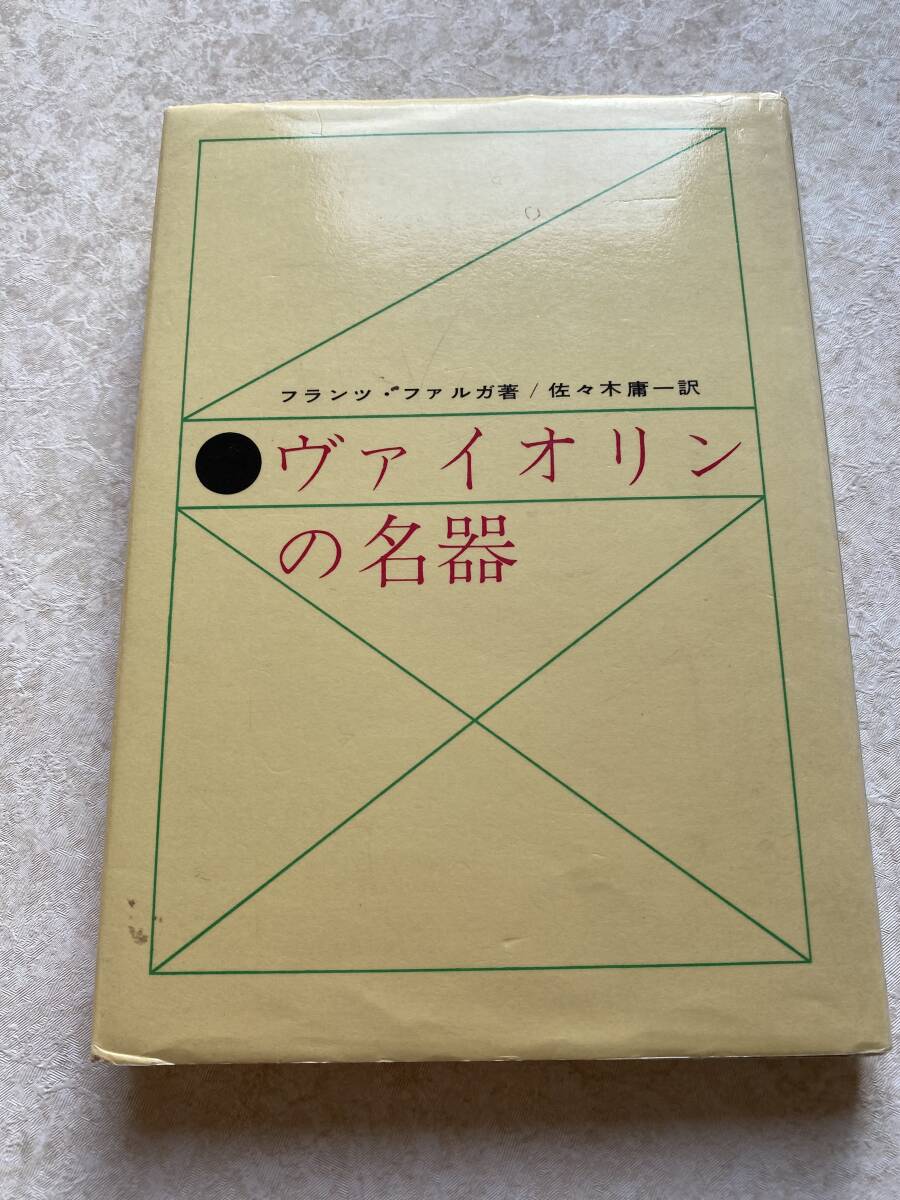 フランツ・ファルガ著/佐々木庸一訳
ヴァイオリン
の名器